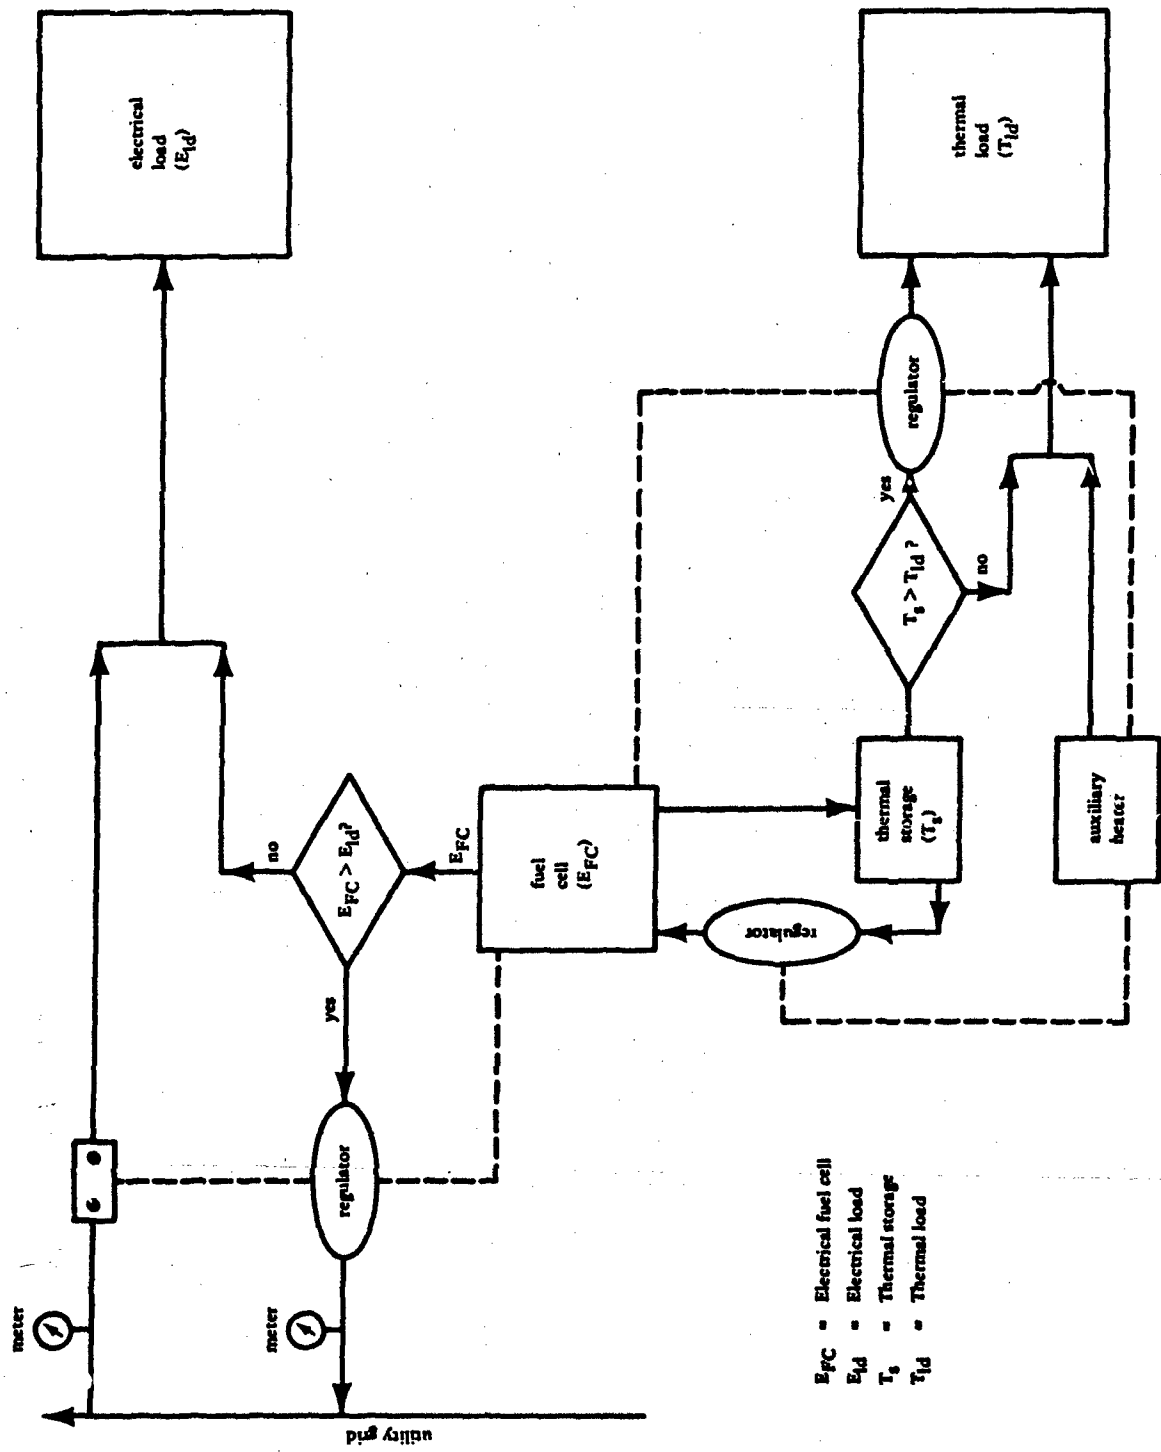 meter
meter
utility grid
regulator
yes
E_FC > E_ld?
no
E_FC
electrical
load
(E_ld)
fuel
cell
(E_FC)
regulator
thermal
storage
(T_s)
auxiliary
heater
T_s > T_ld ?
yes
no
regulator
thermal
load
(T_ld)
E_FC = Electrical fuel cell
E_ld = Electrical load
T_s = Thermal storage
T_ld = Thermal load